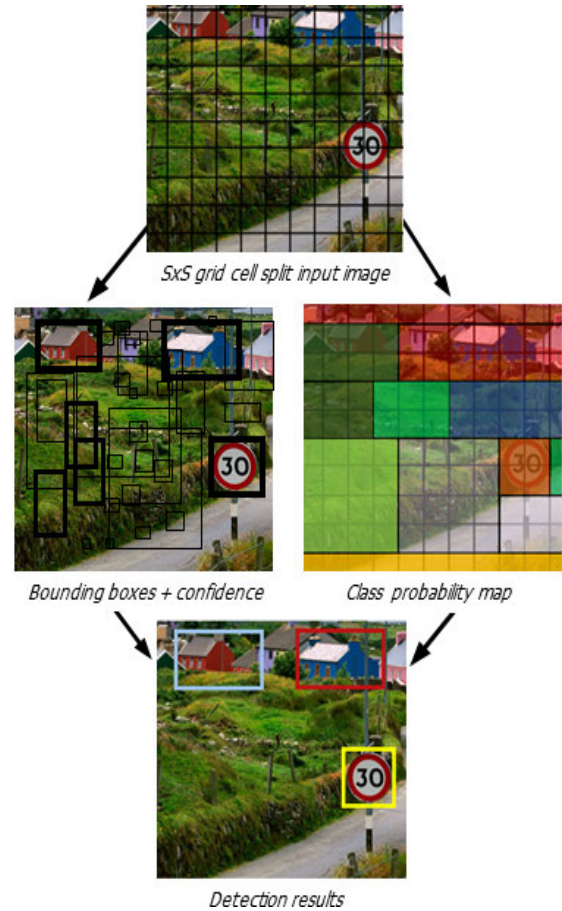 30
SxS grid cell split input image
30
30
Bounding boxes + confidence
Class probability map
30
Detection results